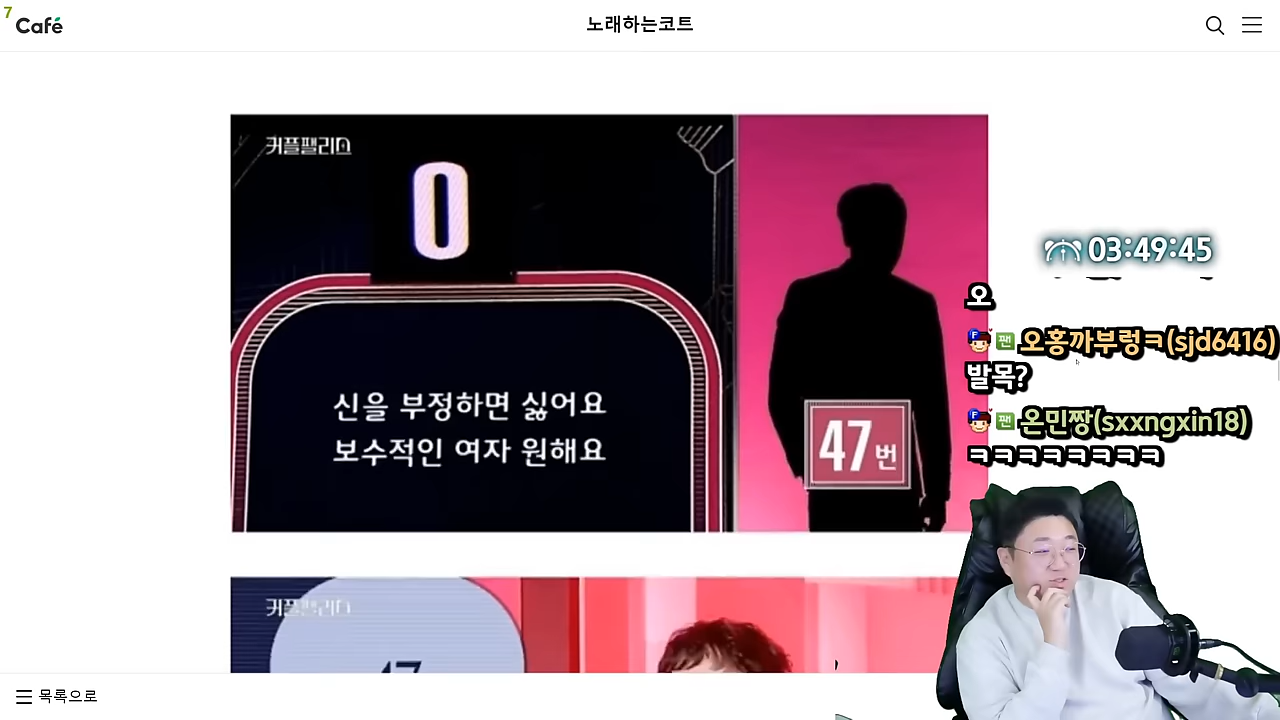 7
Café
노래하는코트
커플팰리스
0
신을 부정하면 싫어요
보수적인 여자 원해요
47번
03:49:45
오
팬 오홍까부렁ㅋ(sjd6416)
발목?
팬 온민짱(sxxngxin18)
ㅋㅋㅋㅋㅋㅋㅋㅋ
커플팰리스
47
목록으로